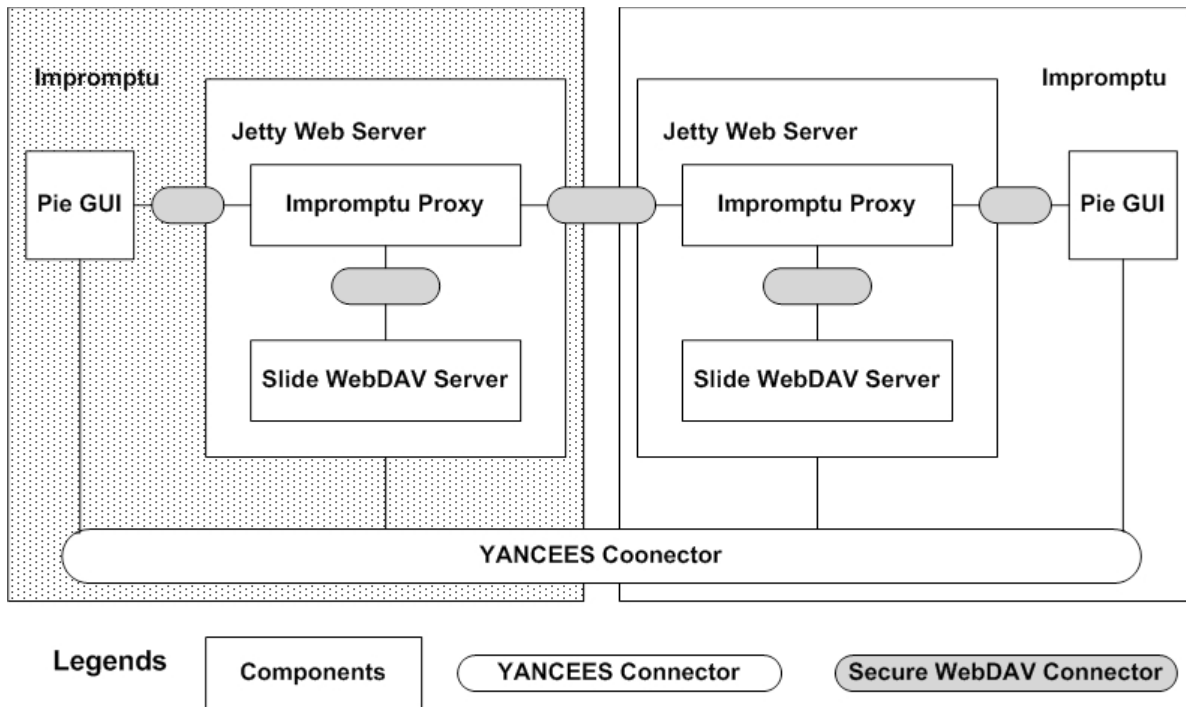 Impromptu
Jetty Web Server
Pie GUI
Impromptu Proxy
Slide WebDAV Server
Impromptu
Jetty Web Server
Impromptu Proxy
Pie GUI
Slide WebDAV Server
YANCEES Coonector
Legends
Components
YANCEES Connector
Secure WebDAV Connector